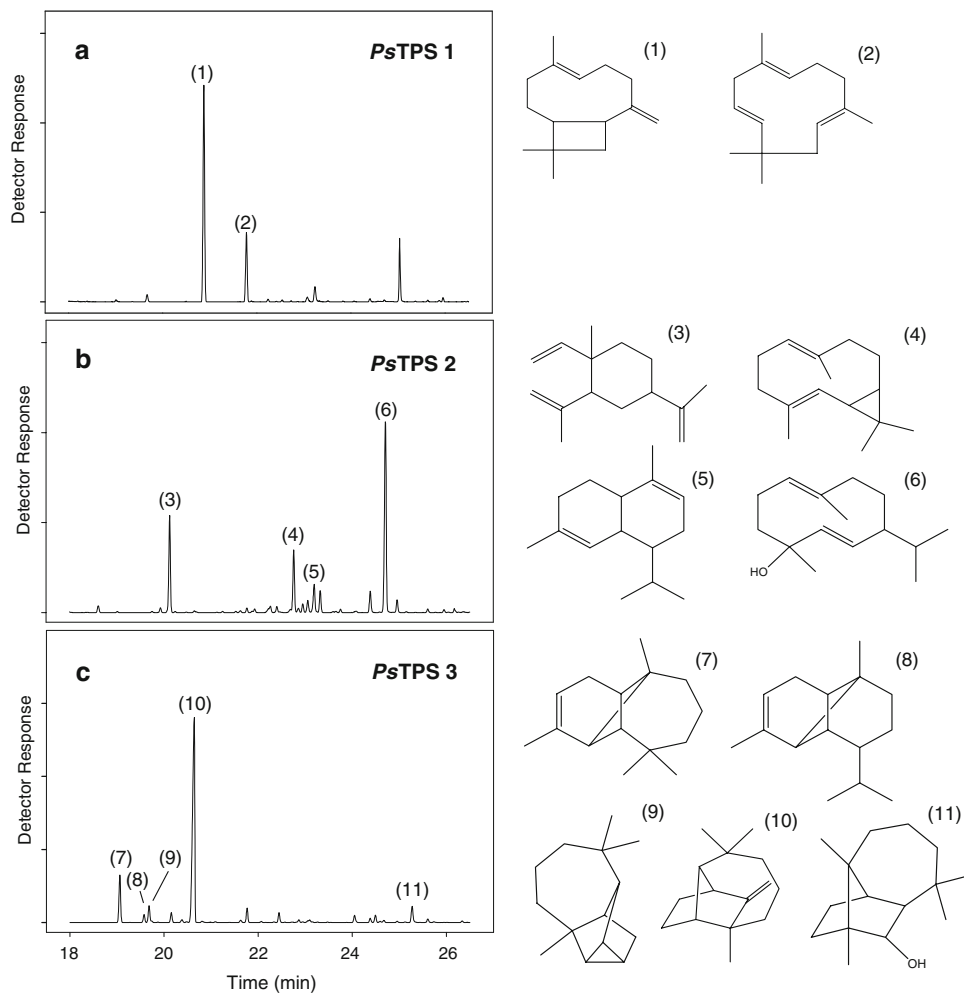 a
PsTPS 1
(1)
(2)
Detector Response
(1)
(2)
b
PsTPS 2
(3)
(4)
(5)
(6)
Detector Response
(3)
(4)
(5)
(6)
HO
c
PsTPS 3
(7)
(8)
(9)
(10)
(11)
Detector Response
18
20
22
24
26
Time (min)
(7)
(8)
(9)
(10)
(11)
OH